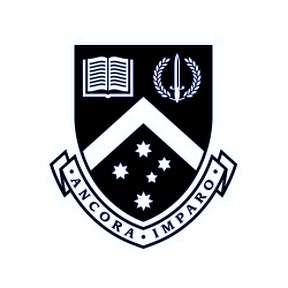 · ANCORA · IMPARO ·